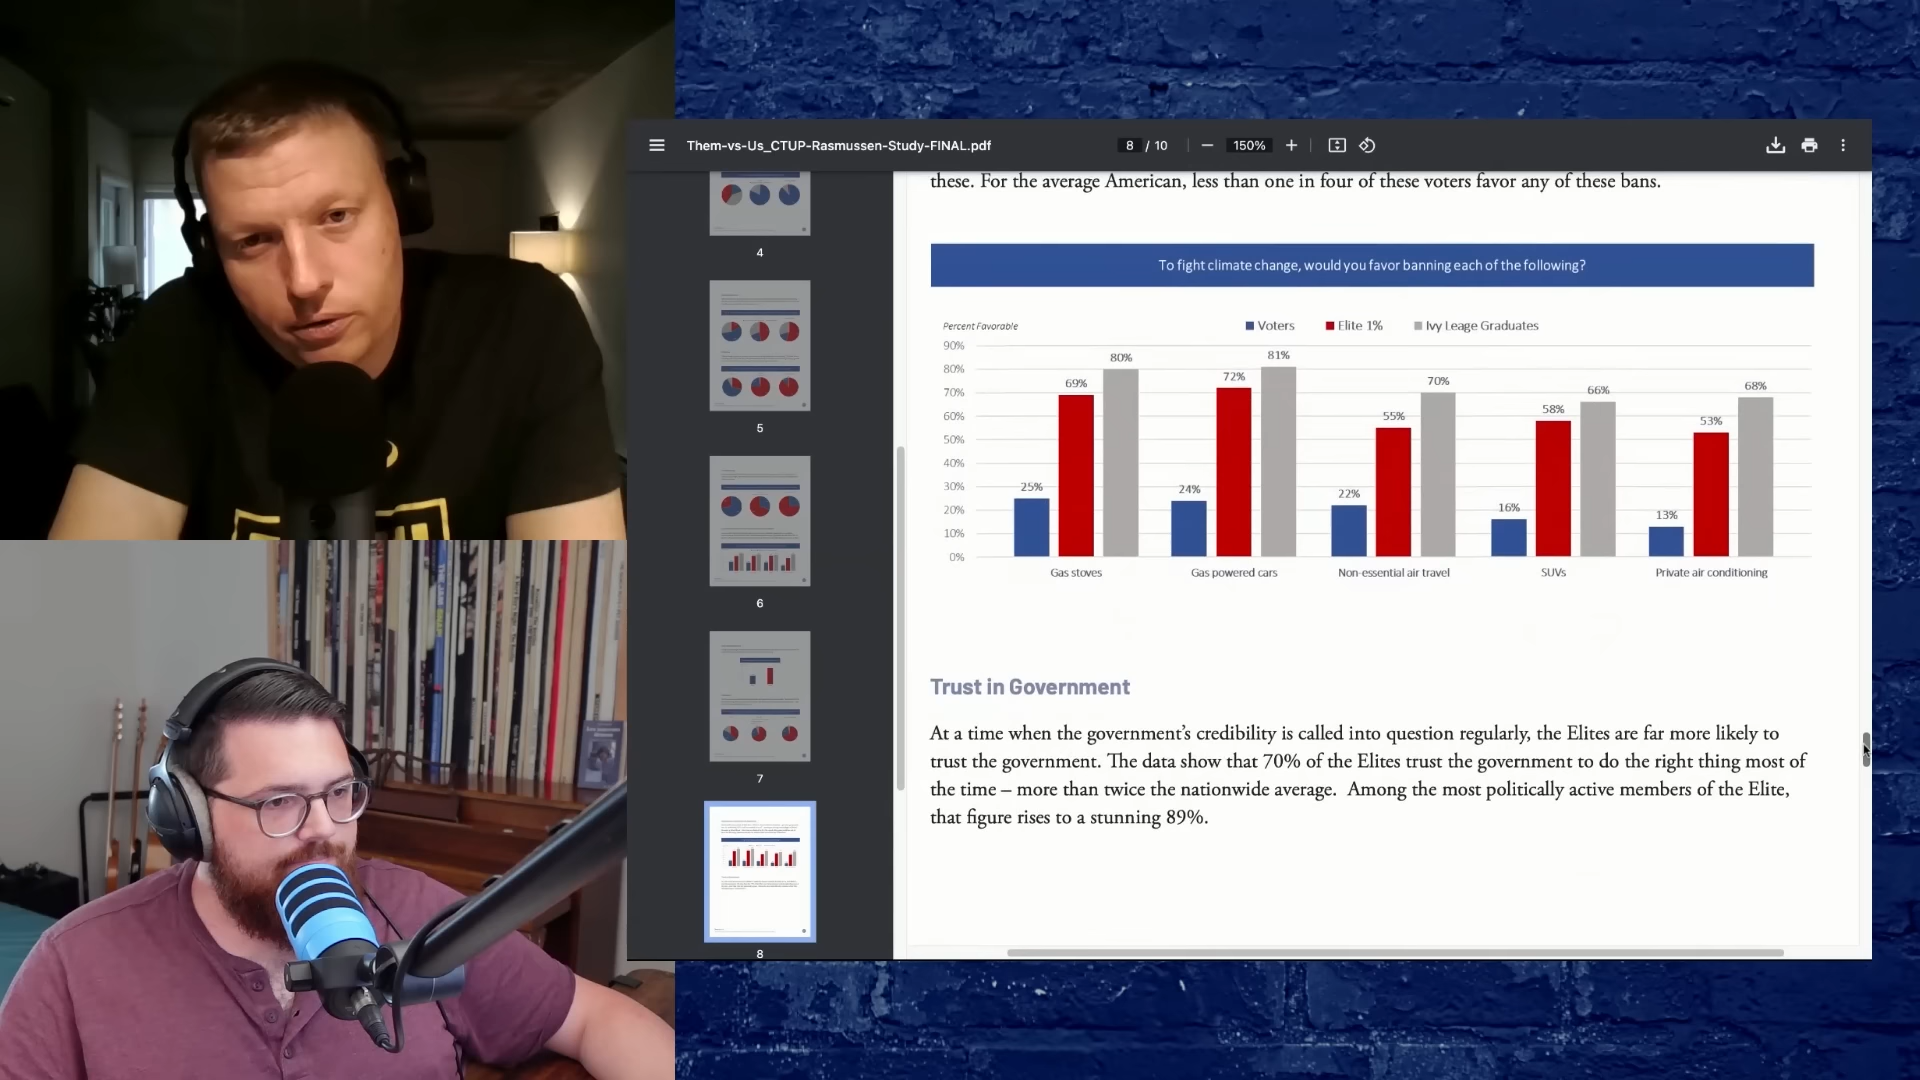 Them-vs-Us_CTUP-Rasmussen-Study-FINAL.pdf
8 / 10
150%
these. For the average American, less than one in four of these voters favor any of these bans.
To fight climate change, would you favor banning each of the following?
Percent Favorable
Voters Elite 1% Ivy Leage Graduates
90%
80%
70%
60%
50%
40%
30%
20%
10%
0%
25% 69% 80%
24% 72% 81%
22% 55% 70%
16% 58% 66%
13% 53% 68%
Gas stoves Gas powered cars Non-essential air travel SUVs Private air conditioning
Trust in Government
At a time when the government’s credibility is called into question regularly, the Elites are far more likely to
trust the government. The data show that 70% of the Elites trust the government to do the right thing most of
the time – more than twice the nationwide average. Among the most politically active members of the Elite,
that figure rises to a stunning 89%.
4
5
6
7
8